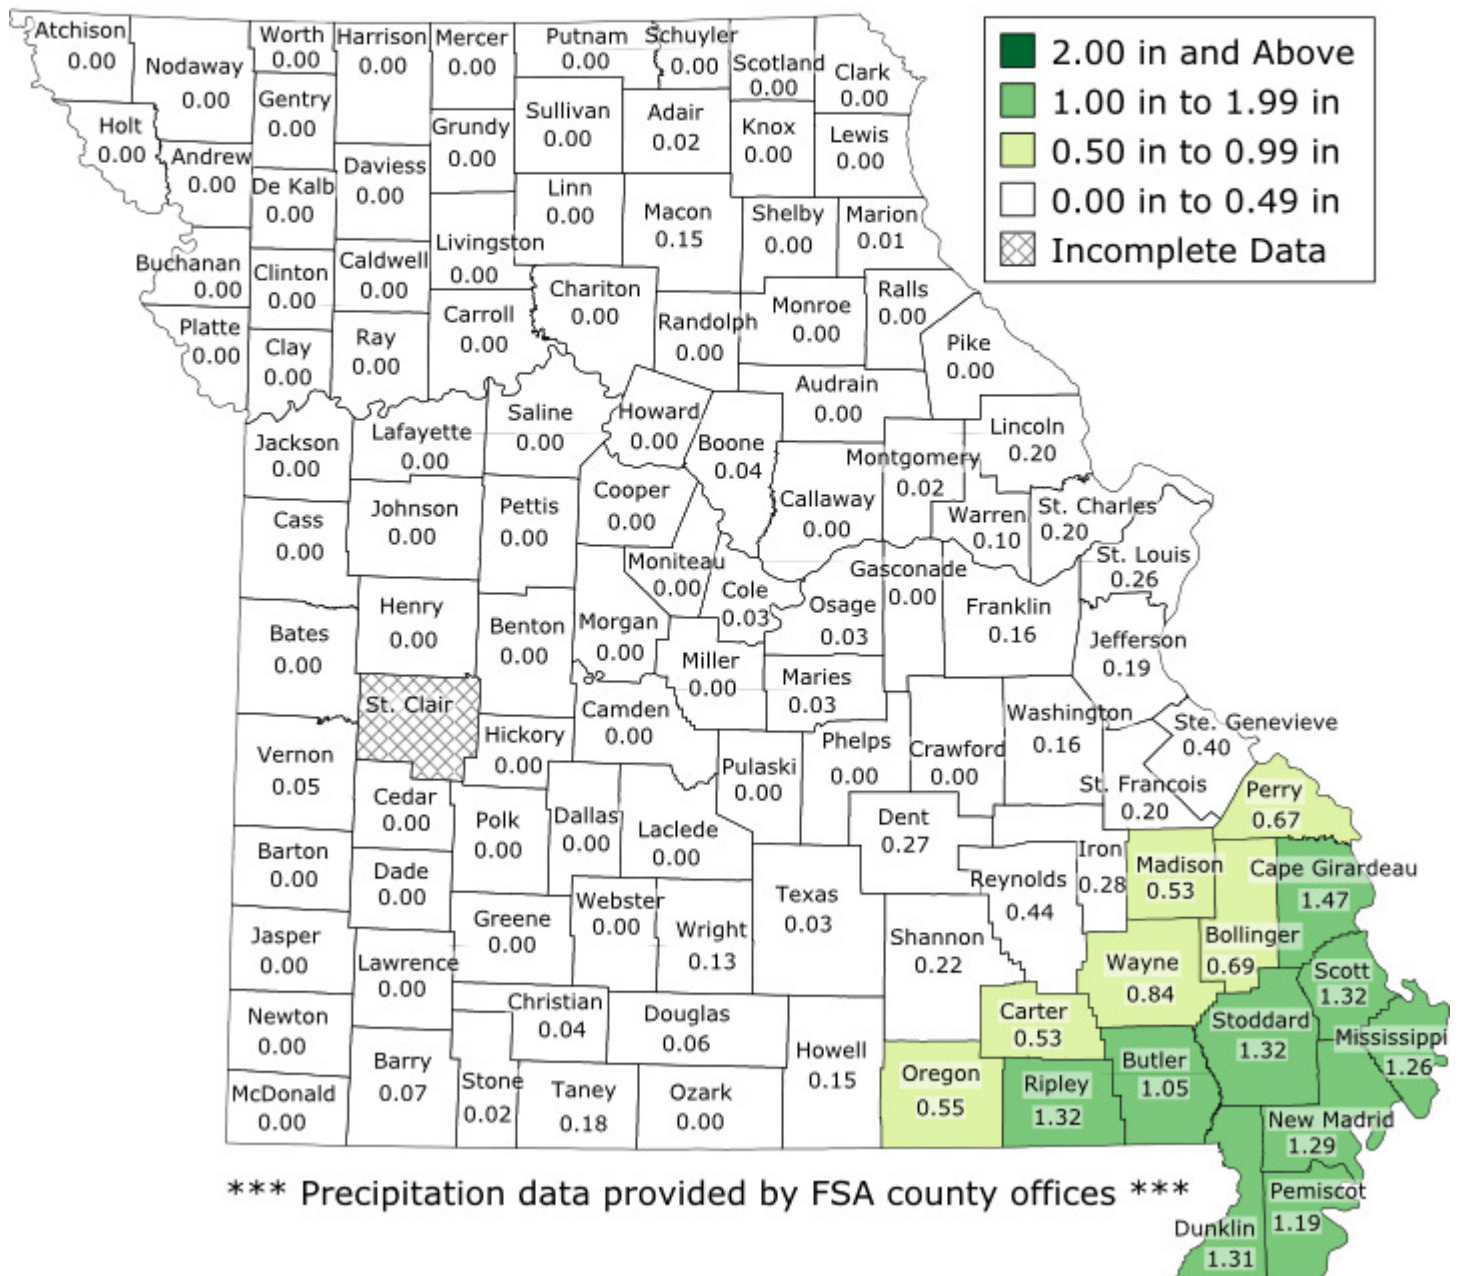 Atchison
0.00
Nodaway
0.00
Worth
0.00
Harrison
0.00
Mercer
0.00
Putnam
0.00
Schuyler
0.00
Scotland
0.00
Clark
0.00
2.00 in and Above
1.00 in to 1.99 in
0.50 in to 0.99 in
0.00 in to 0.49 in
Incomplete Data
Holt
0.00
Andrew
0.00
Gentry
0.00
De Kalb
0.00
Daviess
0.00
Grundy
0.00
Sullivan
0.00
Adair
0.02
Knox
0.00
Lewis
0.00
Linn
0.00
Macon
0.15
Shelby
0.00
Marion
0.01
Buchanan
0.00
Clinton
0.00
Caldwell
0.00
Livingston
0.00
Chariton
0.00
Randolph
0.00
Monroe
0.00
Ralls
0.00
Platte
0.00
Clay
0.00
Ray
0.00
Carroll
0.00
Pike
0.00
Audrain
0.00
Jackson
0.00
Lafayette
0.00
Saline
0.00
Howard
0.00
Boone
0.04
Callaway
0.00
Montgomery
0.02
Lincoln
0.20
Warren
0.10
St. Charles
0.20
St. Louis
0.26
Cass
0.00
Johnson
0.00
Pettis
0.00
Cooper
0.00
Moniteau
0.00
Cole
0.03
Osage
0.03
Gasconade
0.00
Franklin
0.16
Jefferson
0.19
Bates
0.00
Henry
0.00
Benton
0.00
Morgan
0.00
Miller
0.00
Maries
0.03
St. Clair
Hickory
0.00
Camden
0.00
Pulaski
0.00
Phelps
0.00
Crawford
0.00
Washington
0.16
Ste. Genevieve
0.40
St. Francois
0.20
Perry
0.67
Vernon
0.05
Cedar
0.00
Polk
0.00
Dallas
0.00
Laclede
0.00
Dent
0.27
Iron
0.28
Madison
0.53
Cape Girardeau
1.47
Barton
0.00
Dade
0.00
Greene
0.00
Webster
0.00
Wright
0.13
Texas
0.03
Reynolds
0.44
Shannon
0.22
Wayne
0.84
Bollinger
0.69
Scott
1.32
Jasper
0.00
Lawrence
0.00
Christian
0.04
Douglas
0.06
Howell
0.15
Carter
0.53
Stoddard
1.32
Mississippi
1.26
Newton
0.00
Barry
0.07
Stone
0.02
Taney
0.18
Ozark
0.00
Oregon
0.55
Ripley
1.32
Butler
1.05
New Madrid
1.29
McDonald
0.00
Pemiscot
1.19
Dunklin
1.31
*** Precipitation data provided by FSA county offices ***